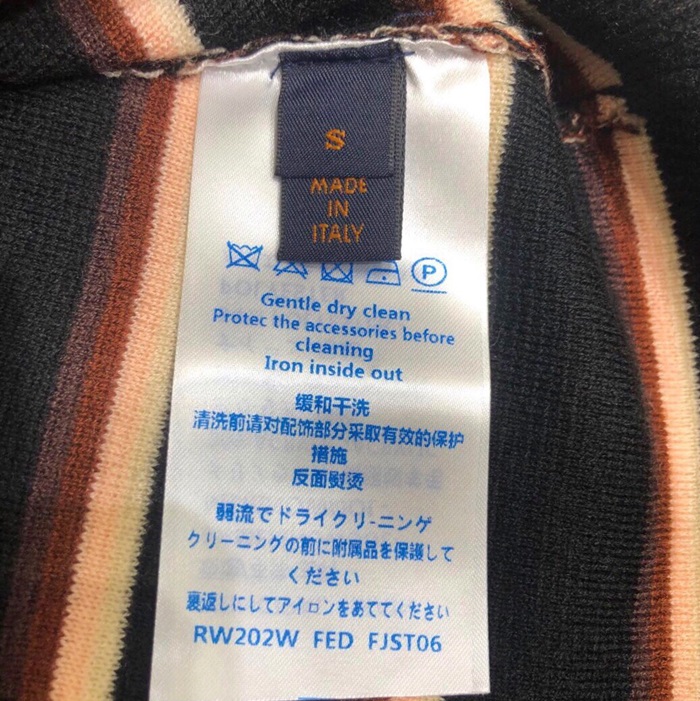 S
MADE
IN
ITALY
P
Gentle dry clean
Protec the accessories before
cleaning
Iron inside out
缓和干洗
清洗前请对配饰部分采取有效的保护
措施
反面熨烫
弱流でドライクリ-ニンゲ
クリーニングの前に附属品を保護して
ください
裏返しにしてアイロンをあててください
RW202W FED FJST06